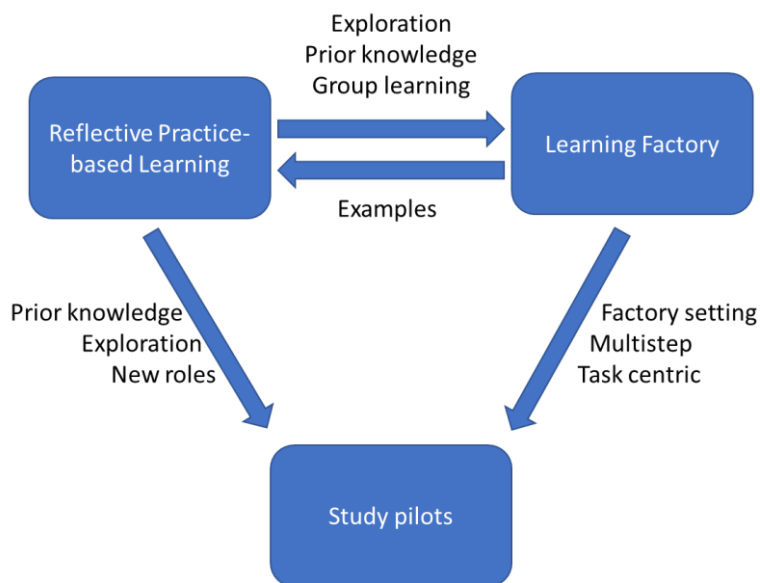 Exploration
Prior knowledge
Group learning
Reflective Practice-
based Learning
Learning Factory
Examples
Prior knowledge
Exploration
New roles
Factory setting
Multistep
Task centric
Study pilots